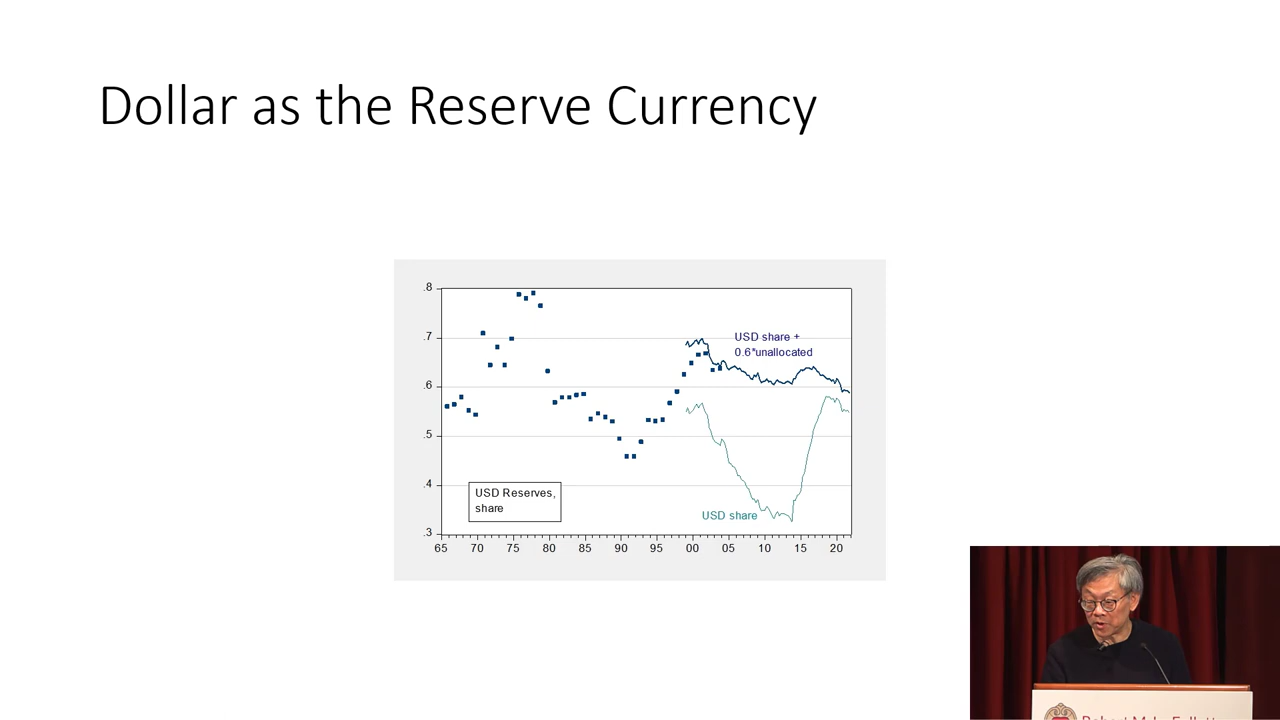 Dollar as the Reserve Currency
.8
.7
.6
.5
.4
.3
USD share +
0.6*unallocated
USD Reserves,
share
USD share
65 70 75 80 85 90 95 00 05 10 15 20
Robert M.